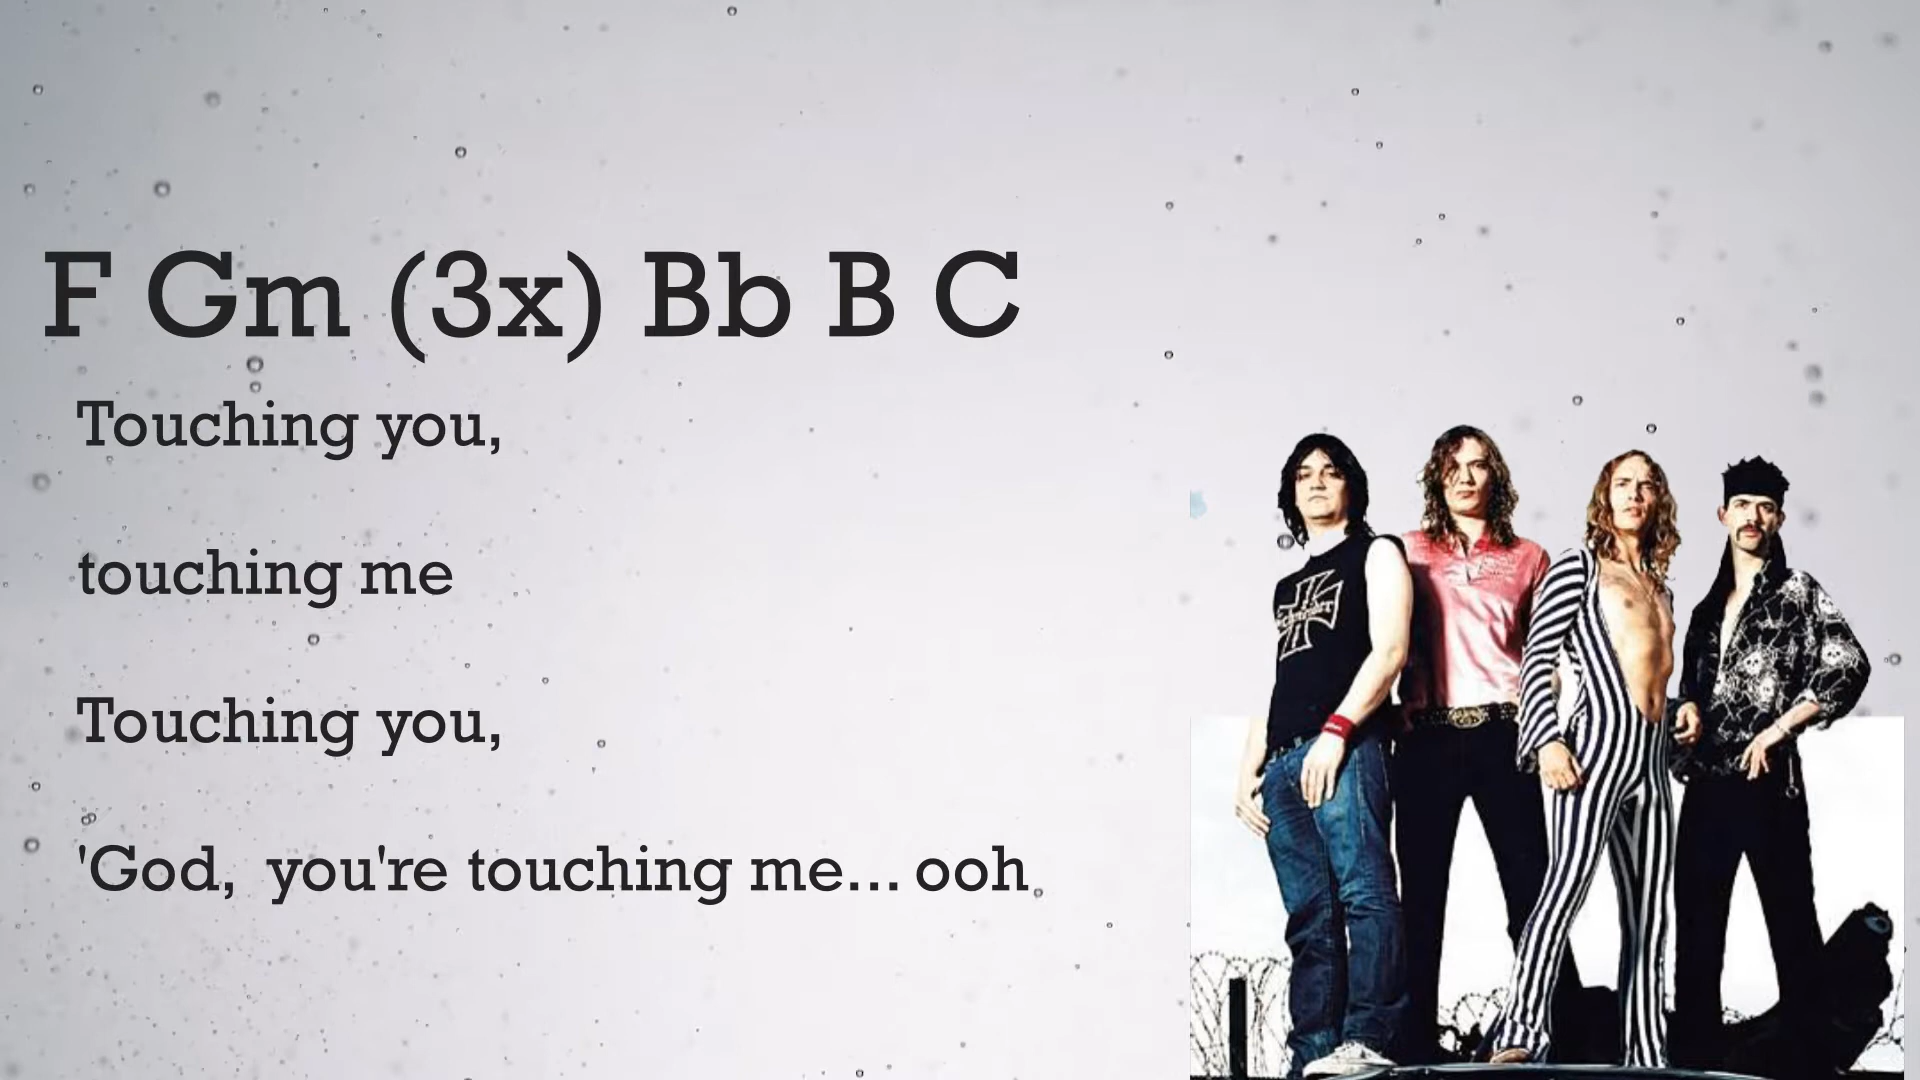 F Gm (3x) Bb B C
Touching you,
touching me
Touching you,
'God, you're touching me... ooh